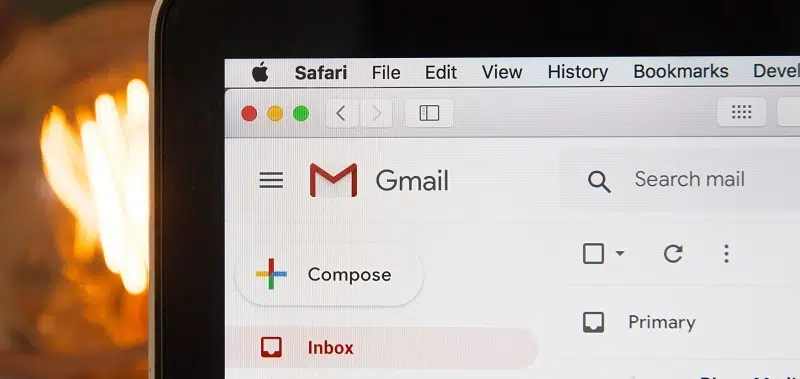 Safari File Edit View History Bookmarks
Gmail
Search mail
Compose
Primary
Inbox